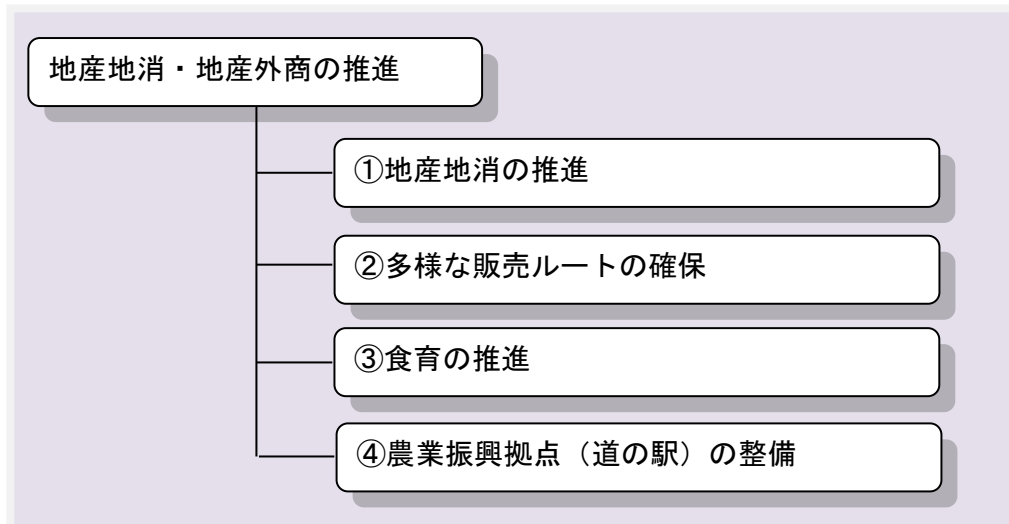 地産地消・地産外商の推進
①地産地消の推進
②多様な販売ルートの確保
③食育の推進
④農業振興拠点（道の駅）の整備